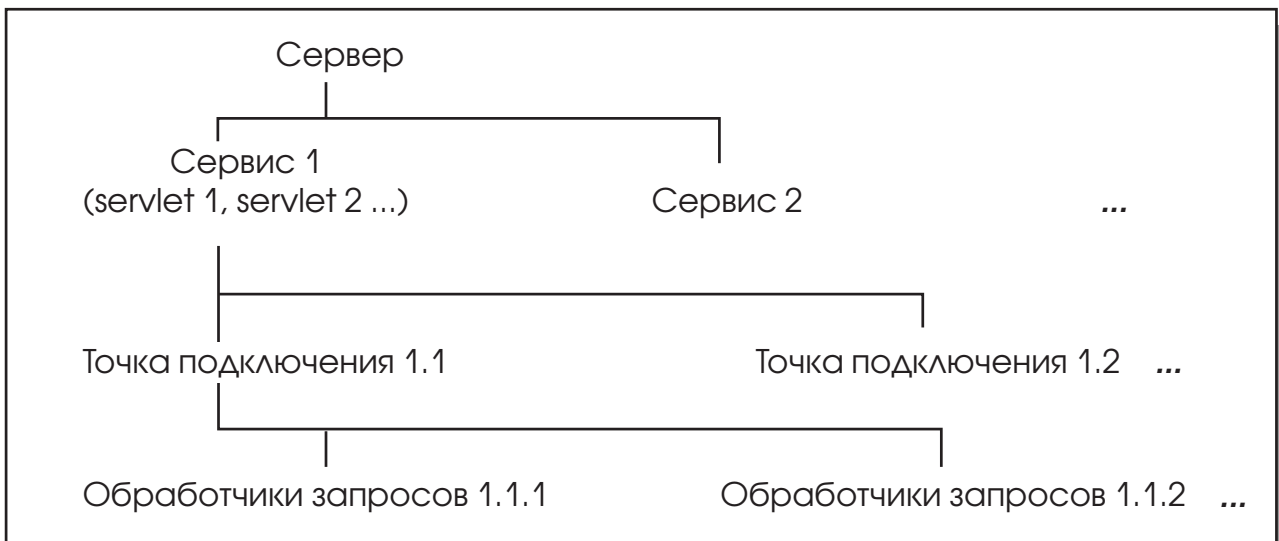 Сервер
Сервис 1
(servlet 1, servlet 2 ...)
Сервис 2
...
Точка подключения 1.1
Точка подключения 1.2 ...
Обработчики запросов 1.1.1
Обработчики запросов 1.1.2 ...